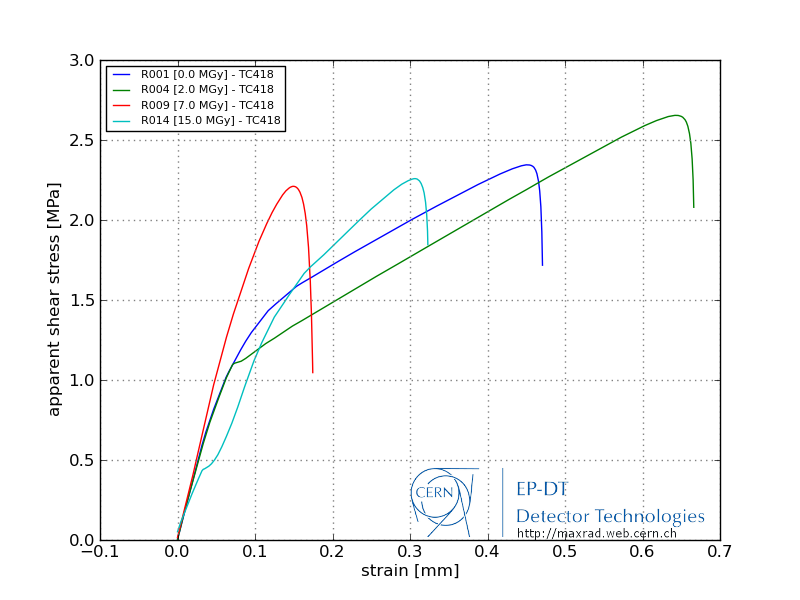 3.0
2.5
2.0
1.5
1.0
0.5
0.0
apparent shear stress [MPa]
R001 [0.0 MGy] - TC418
R004 [2.0 MGy] - TC418
R009 [7.0 MGy] - TC418
R014 [15.0 MGy] - TC418
CERN
EP-DT
Detector Technologies
http://maxrad.web.cern.ch
−0.1 0.0 0.1 0.2 0.3 0.4 0.5 0.6 0.7
strain [mm]